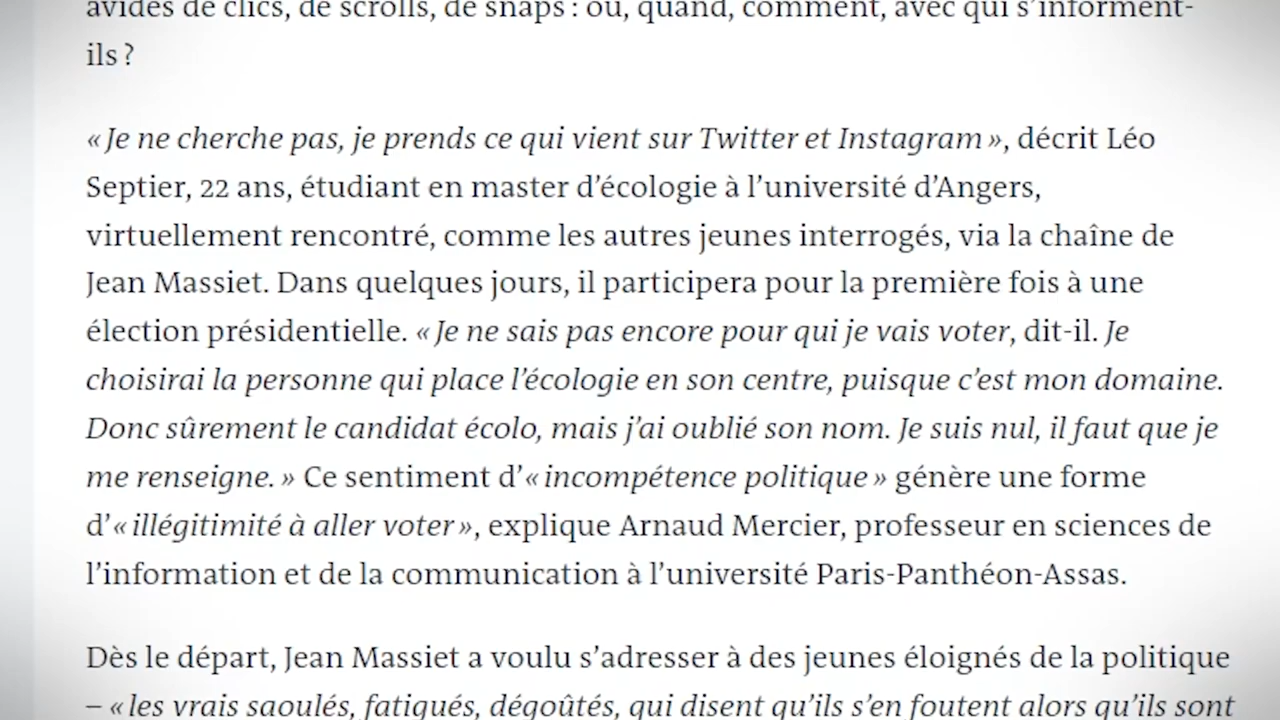 avides de clics, de scrolls, de snaps : où, quand, comment, avec qui s’informent-
ils ?
« Je ne cherche pas, je prends ce qui vient sur Twitter et Instagram », décrit Léo
Septier, 22 ans, étudiant en master d’écologie à l’université d’Angers,
virtuellement rencontré, comme les autres jeunes interrogés, via la chaîne de
Jean Massiet. Dans quelques jours, il participera pour la première fois à une
élection présidentielle. « Je ne sais pas encore pour qui je vais voter, dit-il. Je
choisirai la personne qui place l’écologie en son centre, puisque c’est mon domaine.
Donc sûrement le candidat écolo, mais j’ai oublié son nom. Je suis nul, il faut que je
me renseigne. » Ce sentiment d’« incompétence politique » génère une forme
d’« illégitimité à aller voter », explique Arnaud Mercier, professeur en sciences de
l’information et de la communication à l’université Paris-Panthéon-Assas.
Dès le départ, Jean Massiet a voulu s’adresser à des jeunes éloignés de la politique
– « les vrais saoulés, fatigués, dégoûtés, qui disent qu’ils s’en foutent alors qu’ils sont